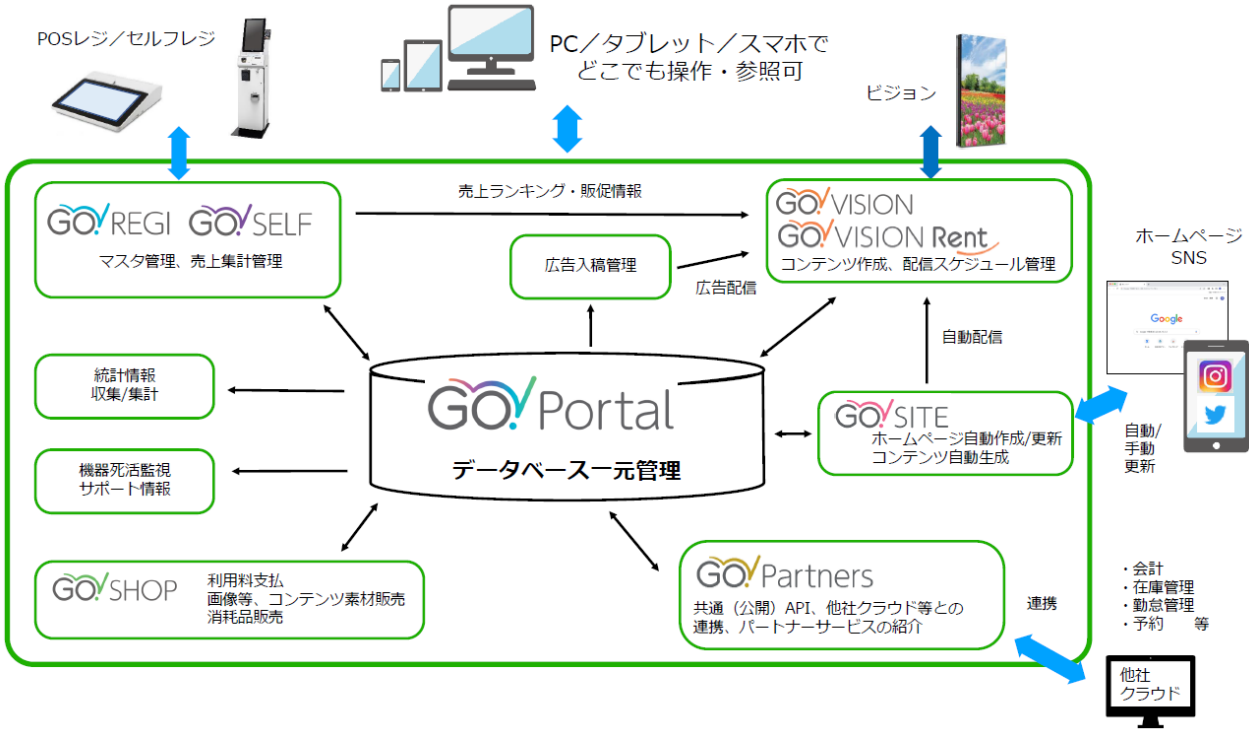 POSレジ／セルフレジ
PC／タブレット／スマホで
どこでも操作・参照可
ビジョン
GO!REGI GO!SELF
マスタ管理、売上集計管理
売上ランキング・販促情報
広告入稿管理
広告配信
GO!VISION
GO!VISION Rent
コンテンツ作成、配信スケジュール管理
ホームページ
SNS
Google
自動配信
統計情報
収集/集計
GO!Portal
データベース一元管理
GO!SITE
ホームページ自動作成/更新
コンテンツ自動生成
自動/
手動
更新
機器死活監視
サポート情報
GO!SHOP
利用料支払
画像等、コンテンツ素材販売
消耗品販売
GO!Partners
共通（公開）API、他社クラウド等との
連携、パートナーサービスの紹介
連携
・会計
・在庫管理
・勤怠管理
・予約　等
他社
クラウド